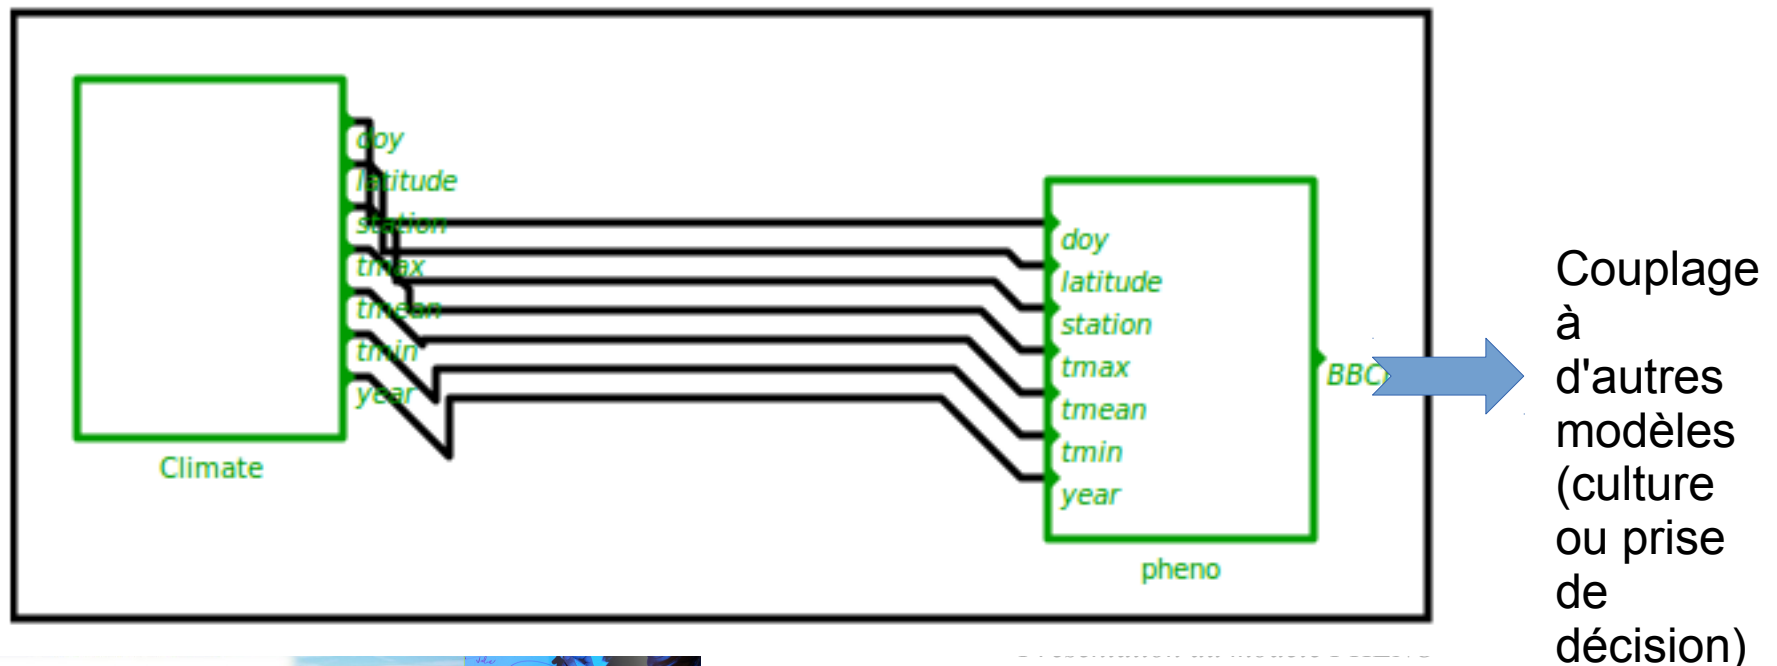 doy
latitude
station
tmax
tmean
tmin
year
Climate
doy
latitude
station
tmax
tmean
tmin
year
pheno
Couplage
à
d'autres
modèles
(culture
ou prise
de
décision)